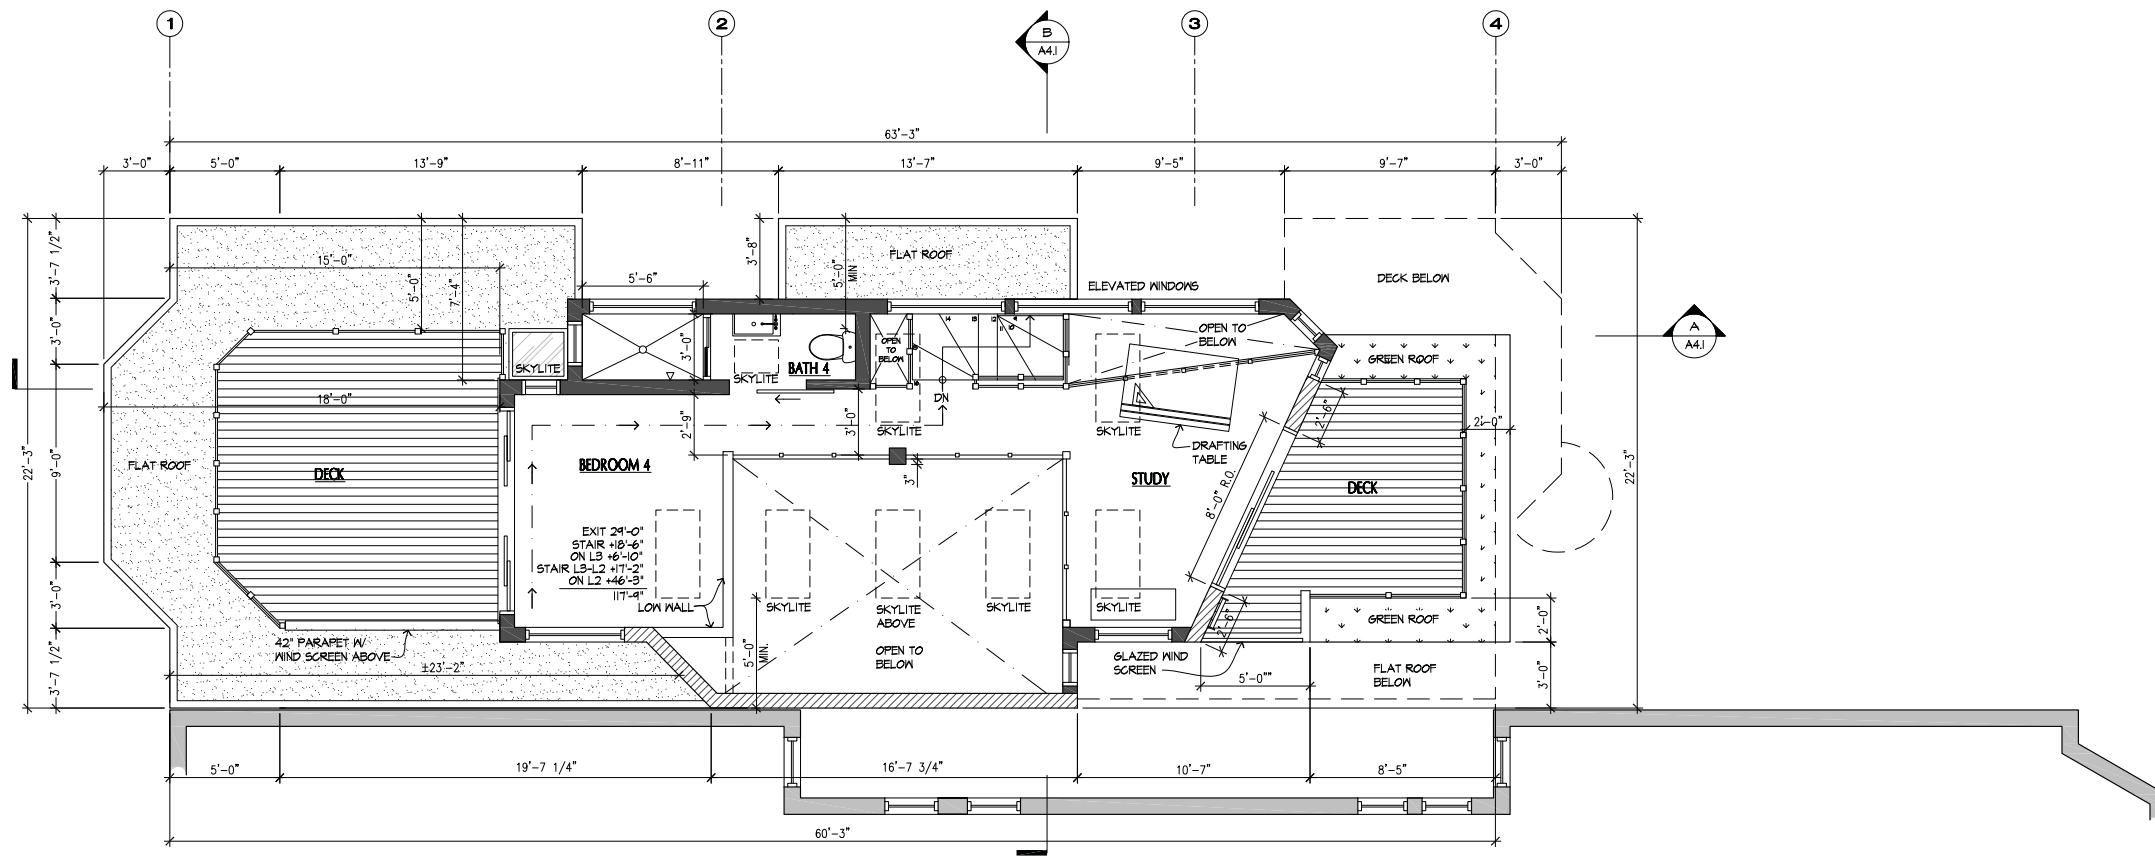 1
2
B
A4.1
3
4
63'-3"
3'-0"
5'-0"
13'-9"
8'-11"
13'-7"
9'-5"
9'-7"
3'-0"
22'-3"
3'-7 1/2"
3'-0"
9'-0"
3'-0"
3'-7 1/2"
15'-0"
5'-0"
7'-4"
18'-0"
5'-6"
3'-8"
5'-0"
MIN
FLAT ROOF
ELEVATED WINDOWS
DECK BELOW
A
A4.1
22'-3"
SKYLITE
3'-0"
SKYLITE
BATH 4
OPEN
TO
BELOW
14
13
12
11
10
9
OPEN TO
BELOW
GREEN ROOF
DN
SKYLITE
SKYLITE
DRAFTING
TABLE
2'-6"
2'-0"
2'-9"
3'-0"
3"
FLAT ROOF
DECK
BEDROOM 4
STUDY
8'-0" R.O.
DECK
EXIT 29'-0"
STAIR +18'-6"
ON L3 +6'-10"
STAIR L3-L2 +17'-2"
ON L2 +46'-3"
117'-9"
LOW WALL
SKYLITE
SKYLITE
ABOVE
SKYLITE
SKYLITE
OPEN TO
BELOW
5'-0"
MIN.
42" PARAPET W/
WIND SCREEN ABOVE
±23'-2"
2'-6"
GREEN ROOF
2'-0"
GLAZED WIND
SCREEN
5'-0""
FLAT ROOF
BELOW
3'-0"
5'-0"
19'-7 1/4"
16'-7 3/4"
10'-7"
8'-5"
60'-3"